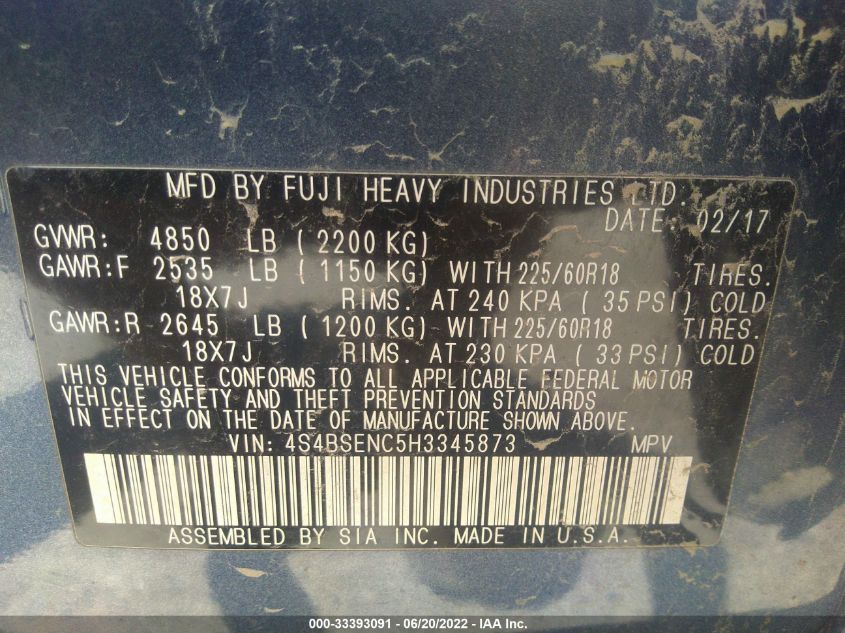 MFD BY FUJI HEAVY INDUSTRIES LTD.
DATE: 02/17
GVWR: 4850 LB (2200 KG)
GAWR:F 2535 LB (1150 KG) WITH 225/60R18 TIRES.
18X7J RIMS. AT 240 KPA (35 PSI) COLD
GAWR:R 2645 LB (1200 KG) WITH 225/60R18 TIRES.
18X7J RIMS. AT 230 KPA (33 PSI) COLD
THIS VEHICLE CONFORMS TO ALL APPLICABLE FEDERAL MOTOR
VEHICLE SAFETY AND THEFT PREVENTION STANDARDS
IN EFFECT ON THE DATE OF MANUFACTURE SHOWN ABOVE.
VIN: 4S4BSENC5H3345873 MPV
ASSEMBLED BY SIA INC. MADE IN U.S.A.
000-33393091 - 06/20/2022 - IAA Inc.